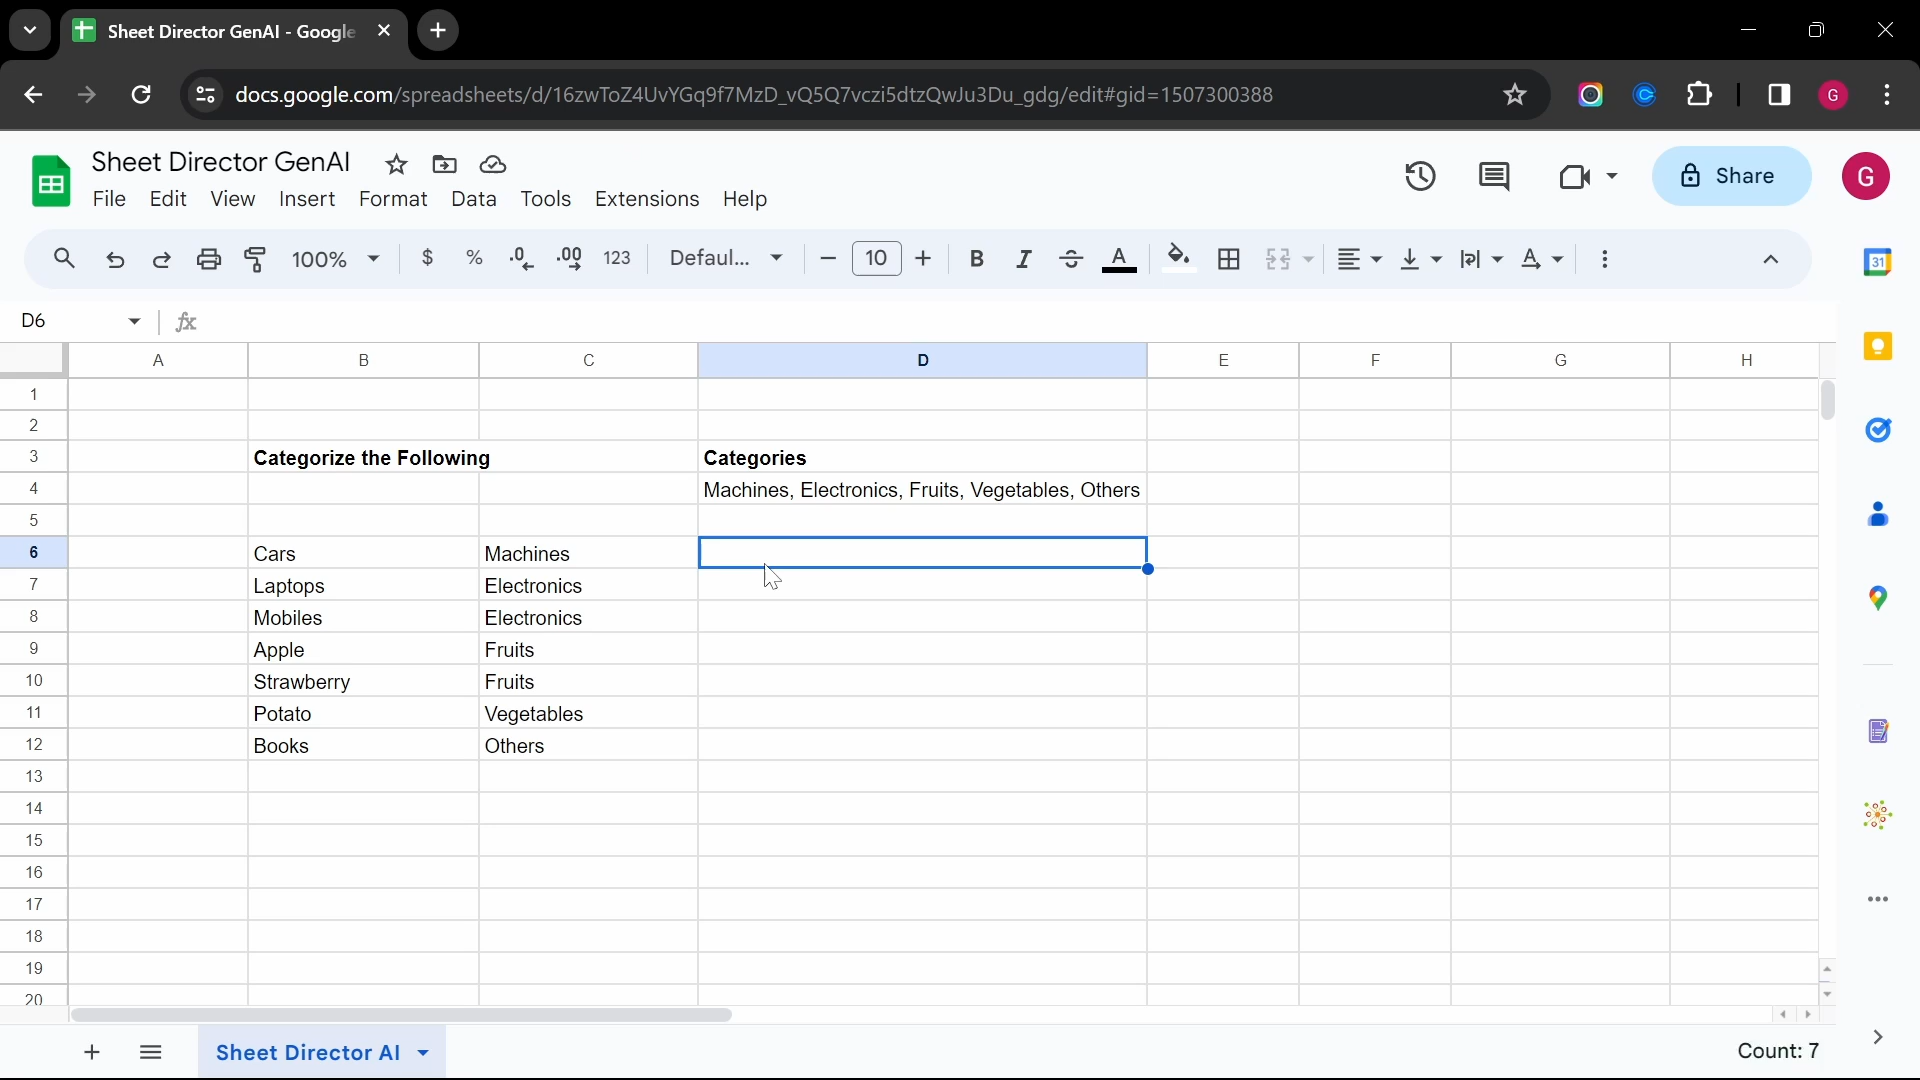 Sheet Director GenAI - Google
docs.google.com/spreadsheets/d/16zwToZ4UvYGq9f7MzD_vQ5Q7vczi5dtzQwJu3Du_gdg/edit#gid=1507300388
G
Sheet Director GenAI
File Edit View Insert Format Data Tools Extensions Help
Share
G
100% $ % .0 .00 123 Defaul... 10 B I S A A
31
D6 fx
A B C D E F G H
1
2
3 Categorize the Following Categories
4 Machines, Electronics, Fruits, Vegetables, Others
5
6 Cars Machines
7 Laptops Electronics
8 Mobiles Electronics
9 Apple Fruits
10 Strawberry Fruits
11 Potato Vegetables
12 Books Others
13
14
15
16
17
18
19
20
Sheet Director AI Count: 7